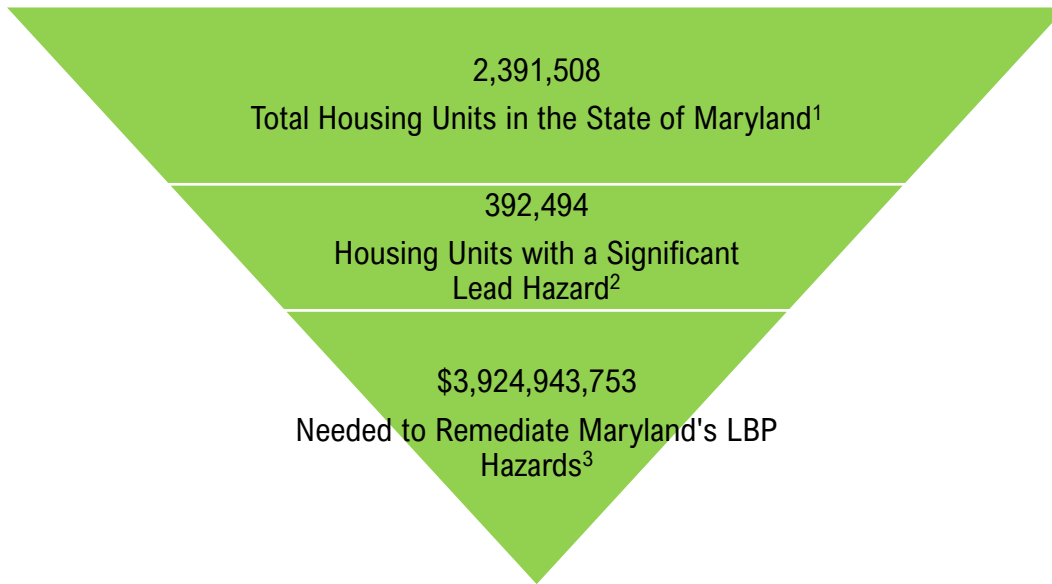 2,391,508
Total Housing Units in the State of Maryland¹
392,494
Housing Units with a Significant
Lead Hazard²
$3,924,943,753
Needed to Remediate Maryland's LBP
Hazards³